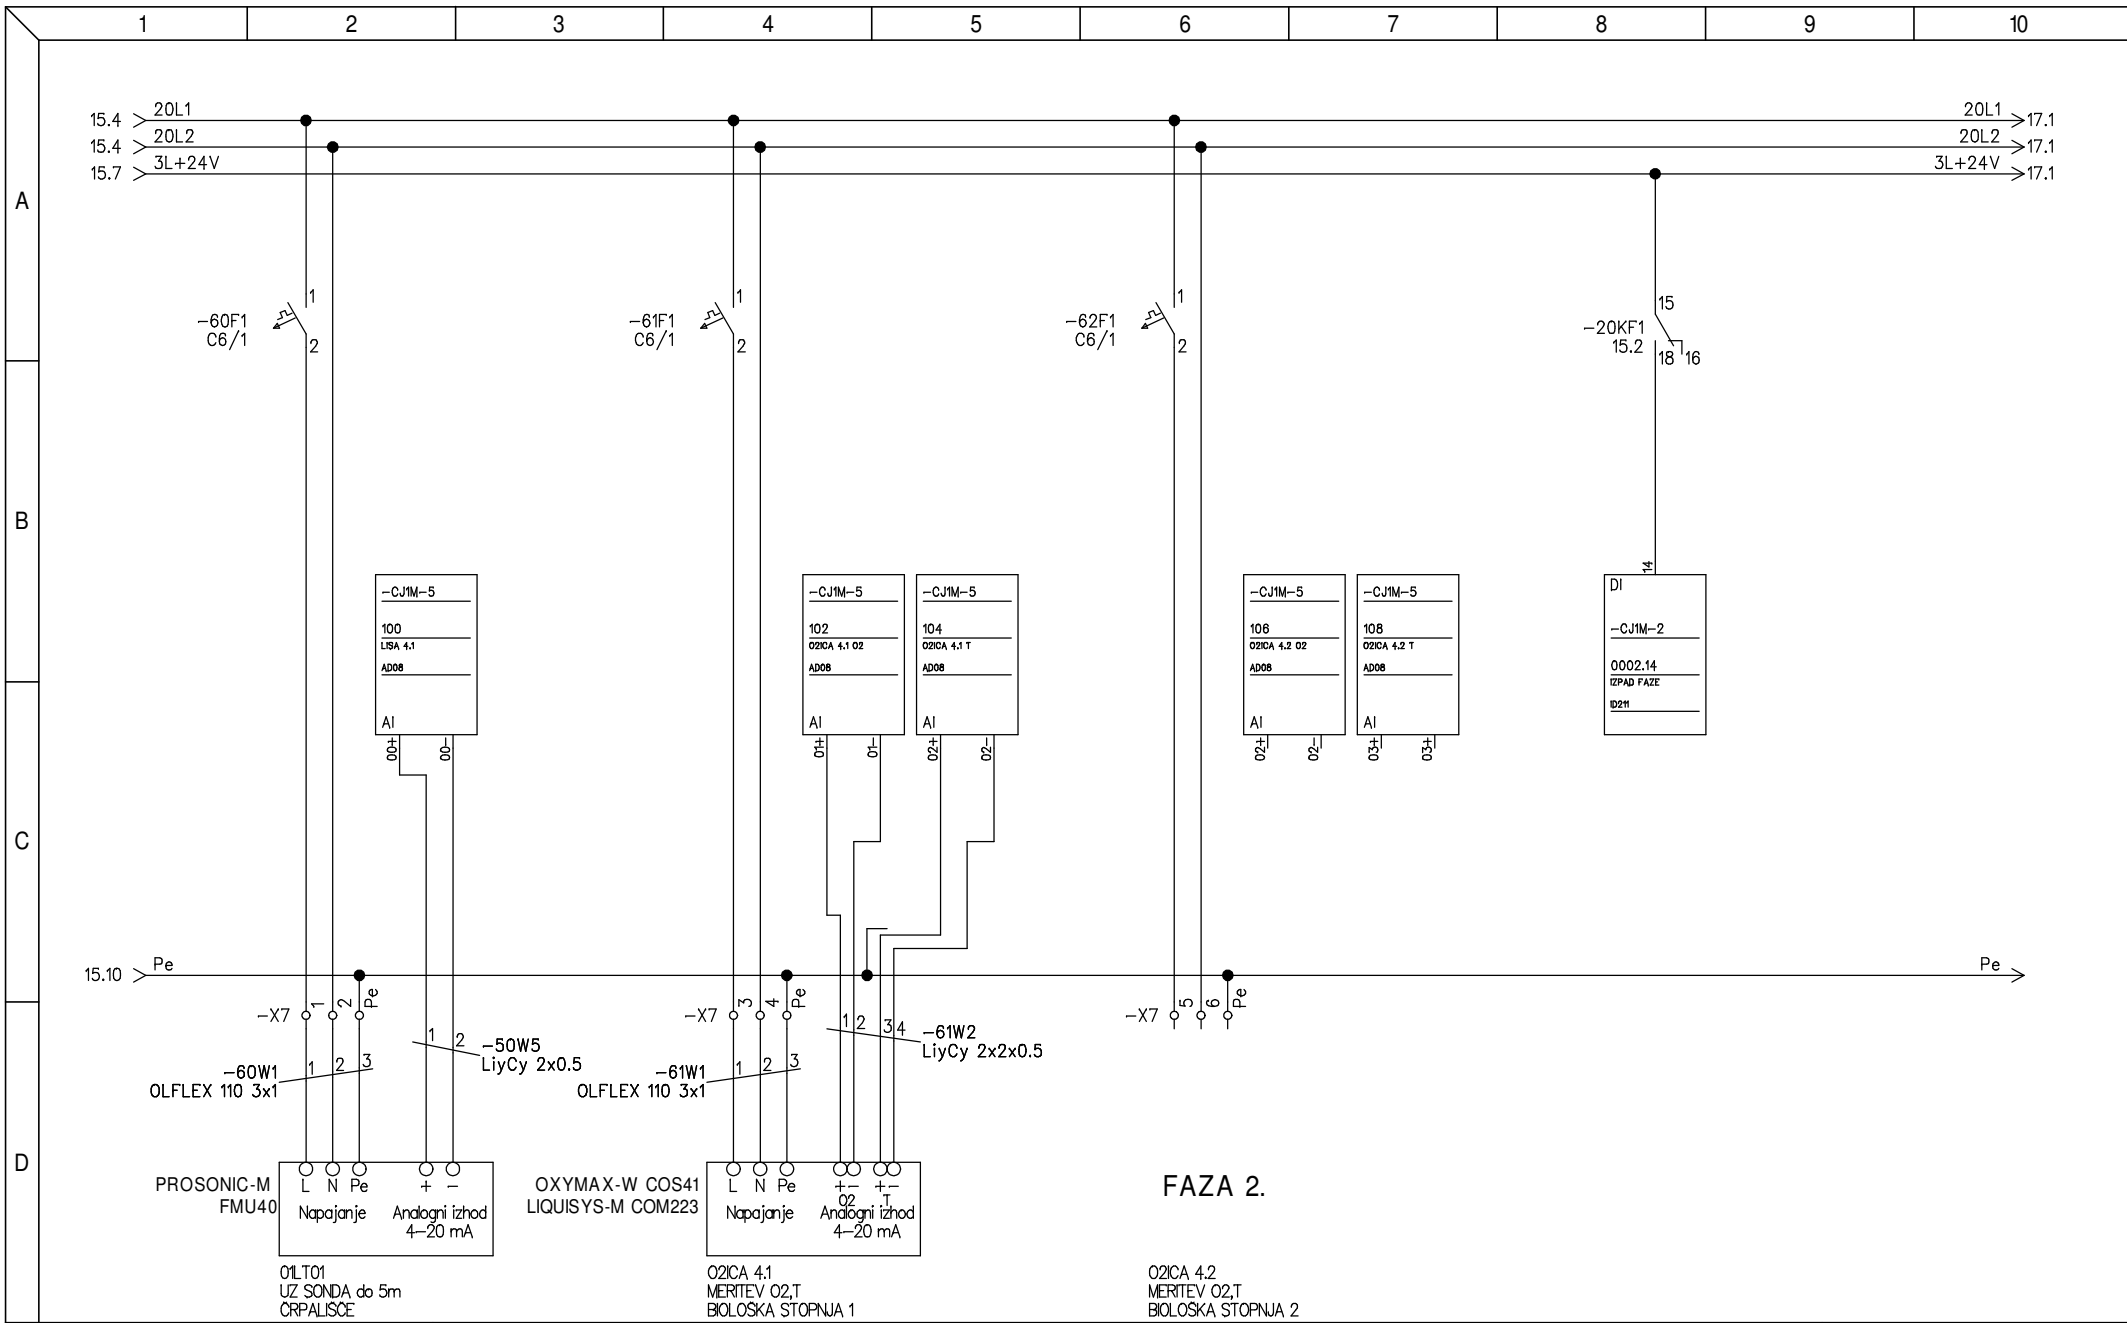 1 2 3 4 5 6 7 8 9 10
A
B
C
D
15.4 20L1
15.4 20L2
15.7 3L+24V
20L1 17.1
20L2 17.1
3L+24V 17.1
-60F1
C6/1
1
2
-61F1
C6/1
1
2
-62F1
C6/1
1
2
-20KF1
15.2
15
18 16
-CJ1M-5
100
LISA 4.1
AD08
AI
00+ 00-
-CJ1M-5
102
O2ICA 4.1 O2
AD08
AI
01+ 01-
-CJ1M-5
104
O2ICA 4.1 T
AD08
AI
02+ 02-
-CJ1M-5
106
O2ICA 4.2 O2
AD08
AI
02+ 02-
-CJ1M-5
108
O2ICA 4.2 T
AD08
AI
03+ 03+
14
DI
-CJ1M-2
0002.14
IZPAD FAZE
ID211
15.10 Pe
Pe
-X7 1 2 Pe
-X7 3 4 Pe
-X7 5 6 Pe
1 2
-50W5
LiyCy 2x0.5
-60W1
OLFLEX 110 3x1
1 2 3
1 2 3 4
-61W2
LiyCy 2x2x0.5
-61W1
OLFLEX 110 3x1
1 2 3
PROSONIC-M
FMU40
L N Pe + -
Napajanje
Analogni izhod
4-20 mA
OXYMAX-W COS41
LIQUISYS-M COM223
L N Pe + - + -
O2 T
Napajanje
Analogni izhod
4-20 mA
FAZA 2.
01LT01
UZ SONDA do 5m
ČRPALIŠČE
O2ICA 4.1
MERITEV O2,T
BIOLOŠKA STOPNJA 1
O2ICA 4.2
MERITEV O2,T
BIOLOŠKA STOPNJA 2